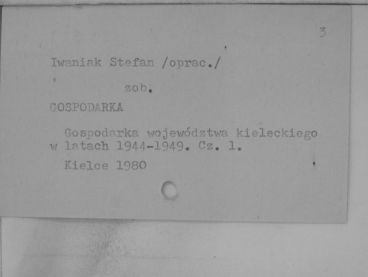 3
Iwaniak Stefan /oprac./
zob.
GOSPODARKA
Gospodarka województwa kieleckiego
w latach 1944-1949. Cz. 1.
Kielce 1980